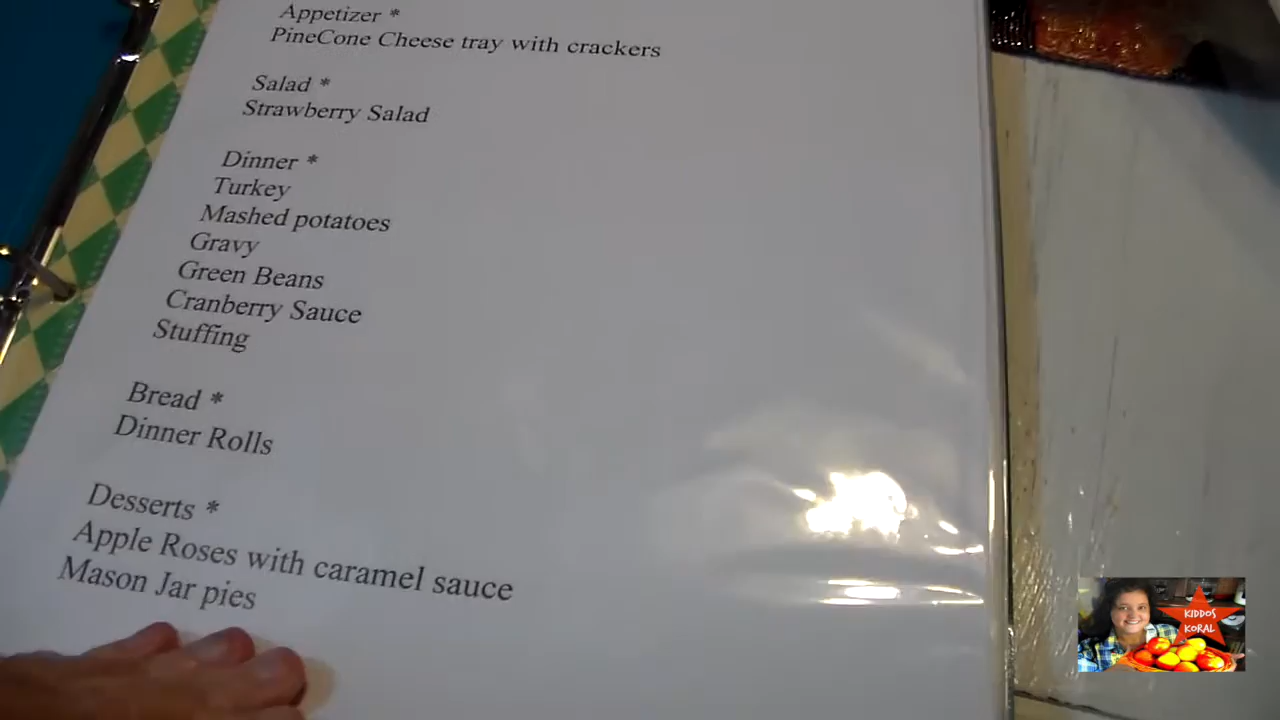 Appetizer *
PineCone Cheese tray with crackers
Salad *
Strawberry Salad
Dinner *
Turkey
Mashed potatoes
Gravy
Green Beans
Cranberry Sauce
Stuffing
Bread *
Dinner Rolls
Desserts *
Apple Roses with caramel sauce
Mason Jar pies
KIDDOS
KORAL